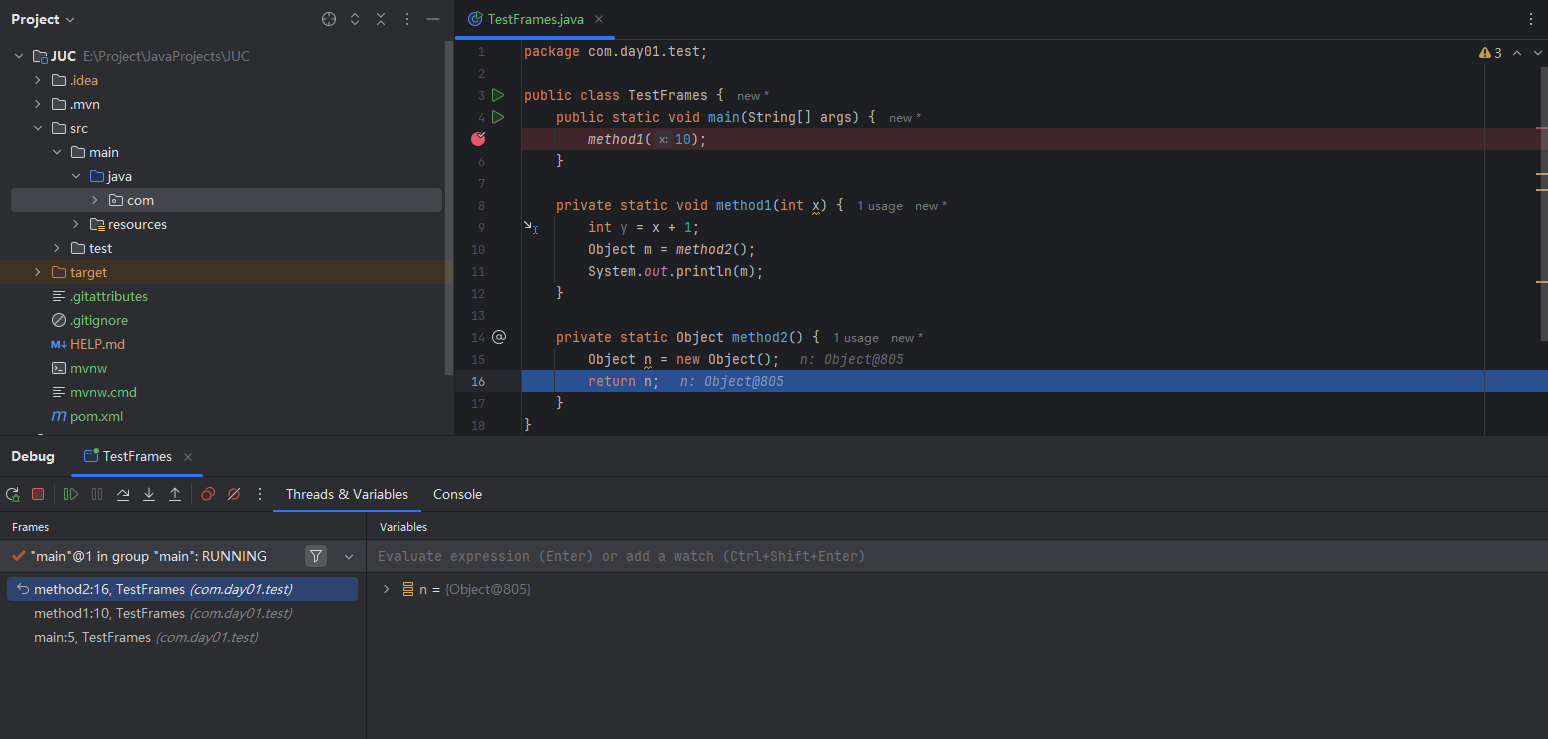 Project
JUC E:\Project\JavaProjects\JUC
.idea
.mvn
src
main
java
com
resources
test
target
.gitattributes
.gitignore
M↓ HELP.md
mvnw
mvnw.cmd
m pom.xml
TestFrames.java
3
1 package com.day01.test;
2
3 public class TestFrames { new *
4 public static void main(String[] args) { new *
method1( x: 10);
6 }
7
8 private static void method1(int x) { 1 usage new *
9 int y = x + 1;
10 Object m = method2();
11 System.out.println(m);
12 }
13
14 @ private static Object method2() { 1 usage new *
15 Object n = new Object(); n: Object@805
16 return n; n: Object@805
17 }
18 }
Debug TestFrames
Threads & Variables Console
Frames
"main"@1 in group "main": RUNNING
method2:16, TestFrames (com.day01.test)
method1:10, TestFrames (com.day01.test)
main:5, TestFrames (com.day01.test)
Variables
Evaluate expression (Enter) or add a watch (Ctrl+Shift+Enter)
n = {Object@805}